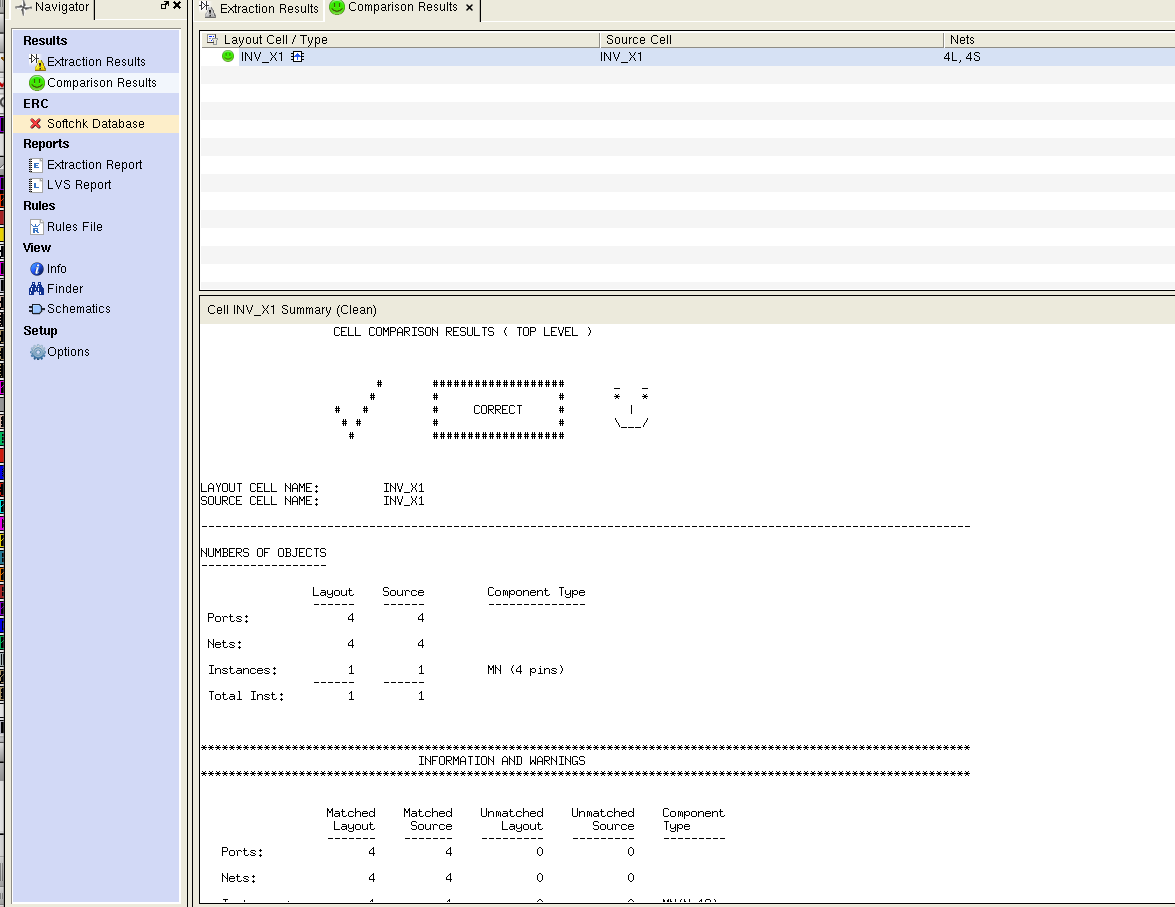 Navigator
Results
Extraction Results
Comparison Results
ERC
Softchk Database
Reports
Extraction Report
LVS Report
Rules
Rules File
View
Info
Finder
Schematics
Setup
Options
Extraction Results Comparison Results ×
Layout Cell / Type Source Cell Nets
INV_X1 INV_X1 4L, 4S
Cell INV_X1 Summary (Clean)
CELL COMPARISON RESULTS ( TOP LEVEL )
# ################### _ _
# # # * *
# # # CORRECT # |
# # # # \___/
# ###################
LAYOUT CELL NAME: INV_X1
SOURCE CELL NAME: INV_X1
--------------------------------------------------------------------------------------------------------------
NUMBERS OF OBJECTS
------------------
Layout Source Component Type
------ ------ --------------
Ports: 4 4
Nets: 4 4
Instances: 1 1 MN (4 pins)
------ ------
Total Inst: 1 1
**************************************************************************************************************
INFORMATION AND WARNINGS
**************************************************************************************************************
Matched Matched Unmatched Unmatched Component
Layout Source Layout Source Type
------- ------- --------- --------- ---------
Ports: 4 4 0 0
Nets: 4 4 0 0